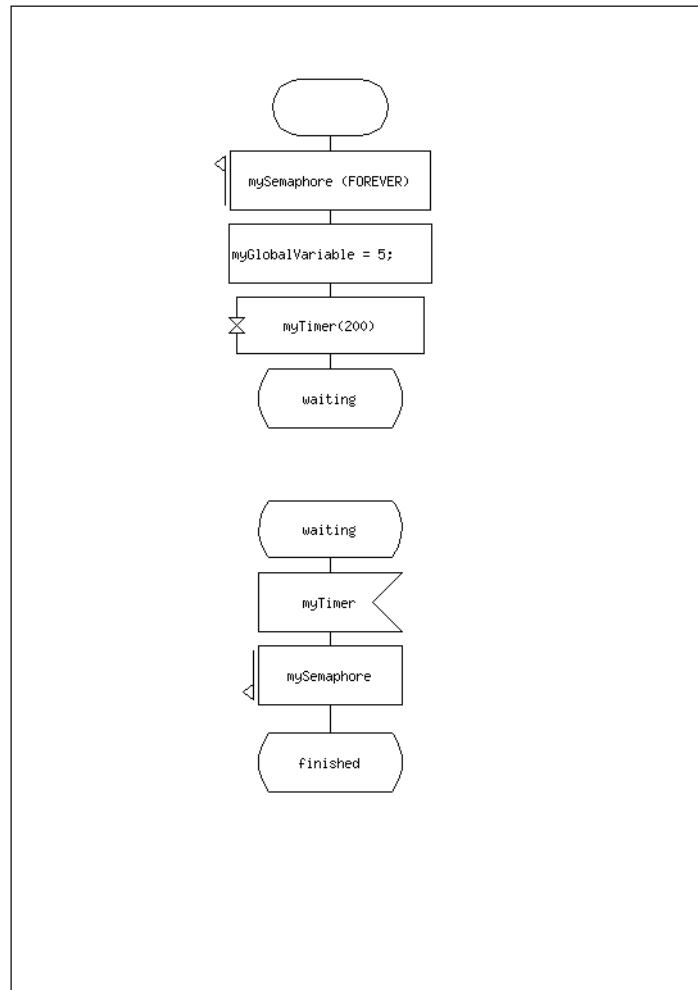 mySemaphore (FOREVER)
myGlobalVariable = 5;
myTimer(200)
waiting
waiting
myTimer
mySemaphore
finished